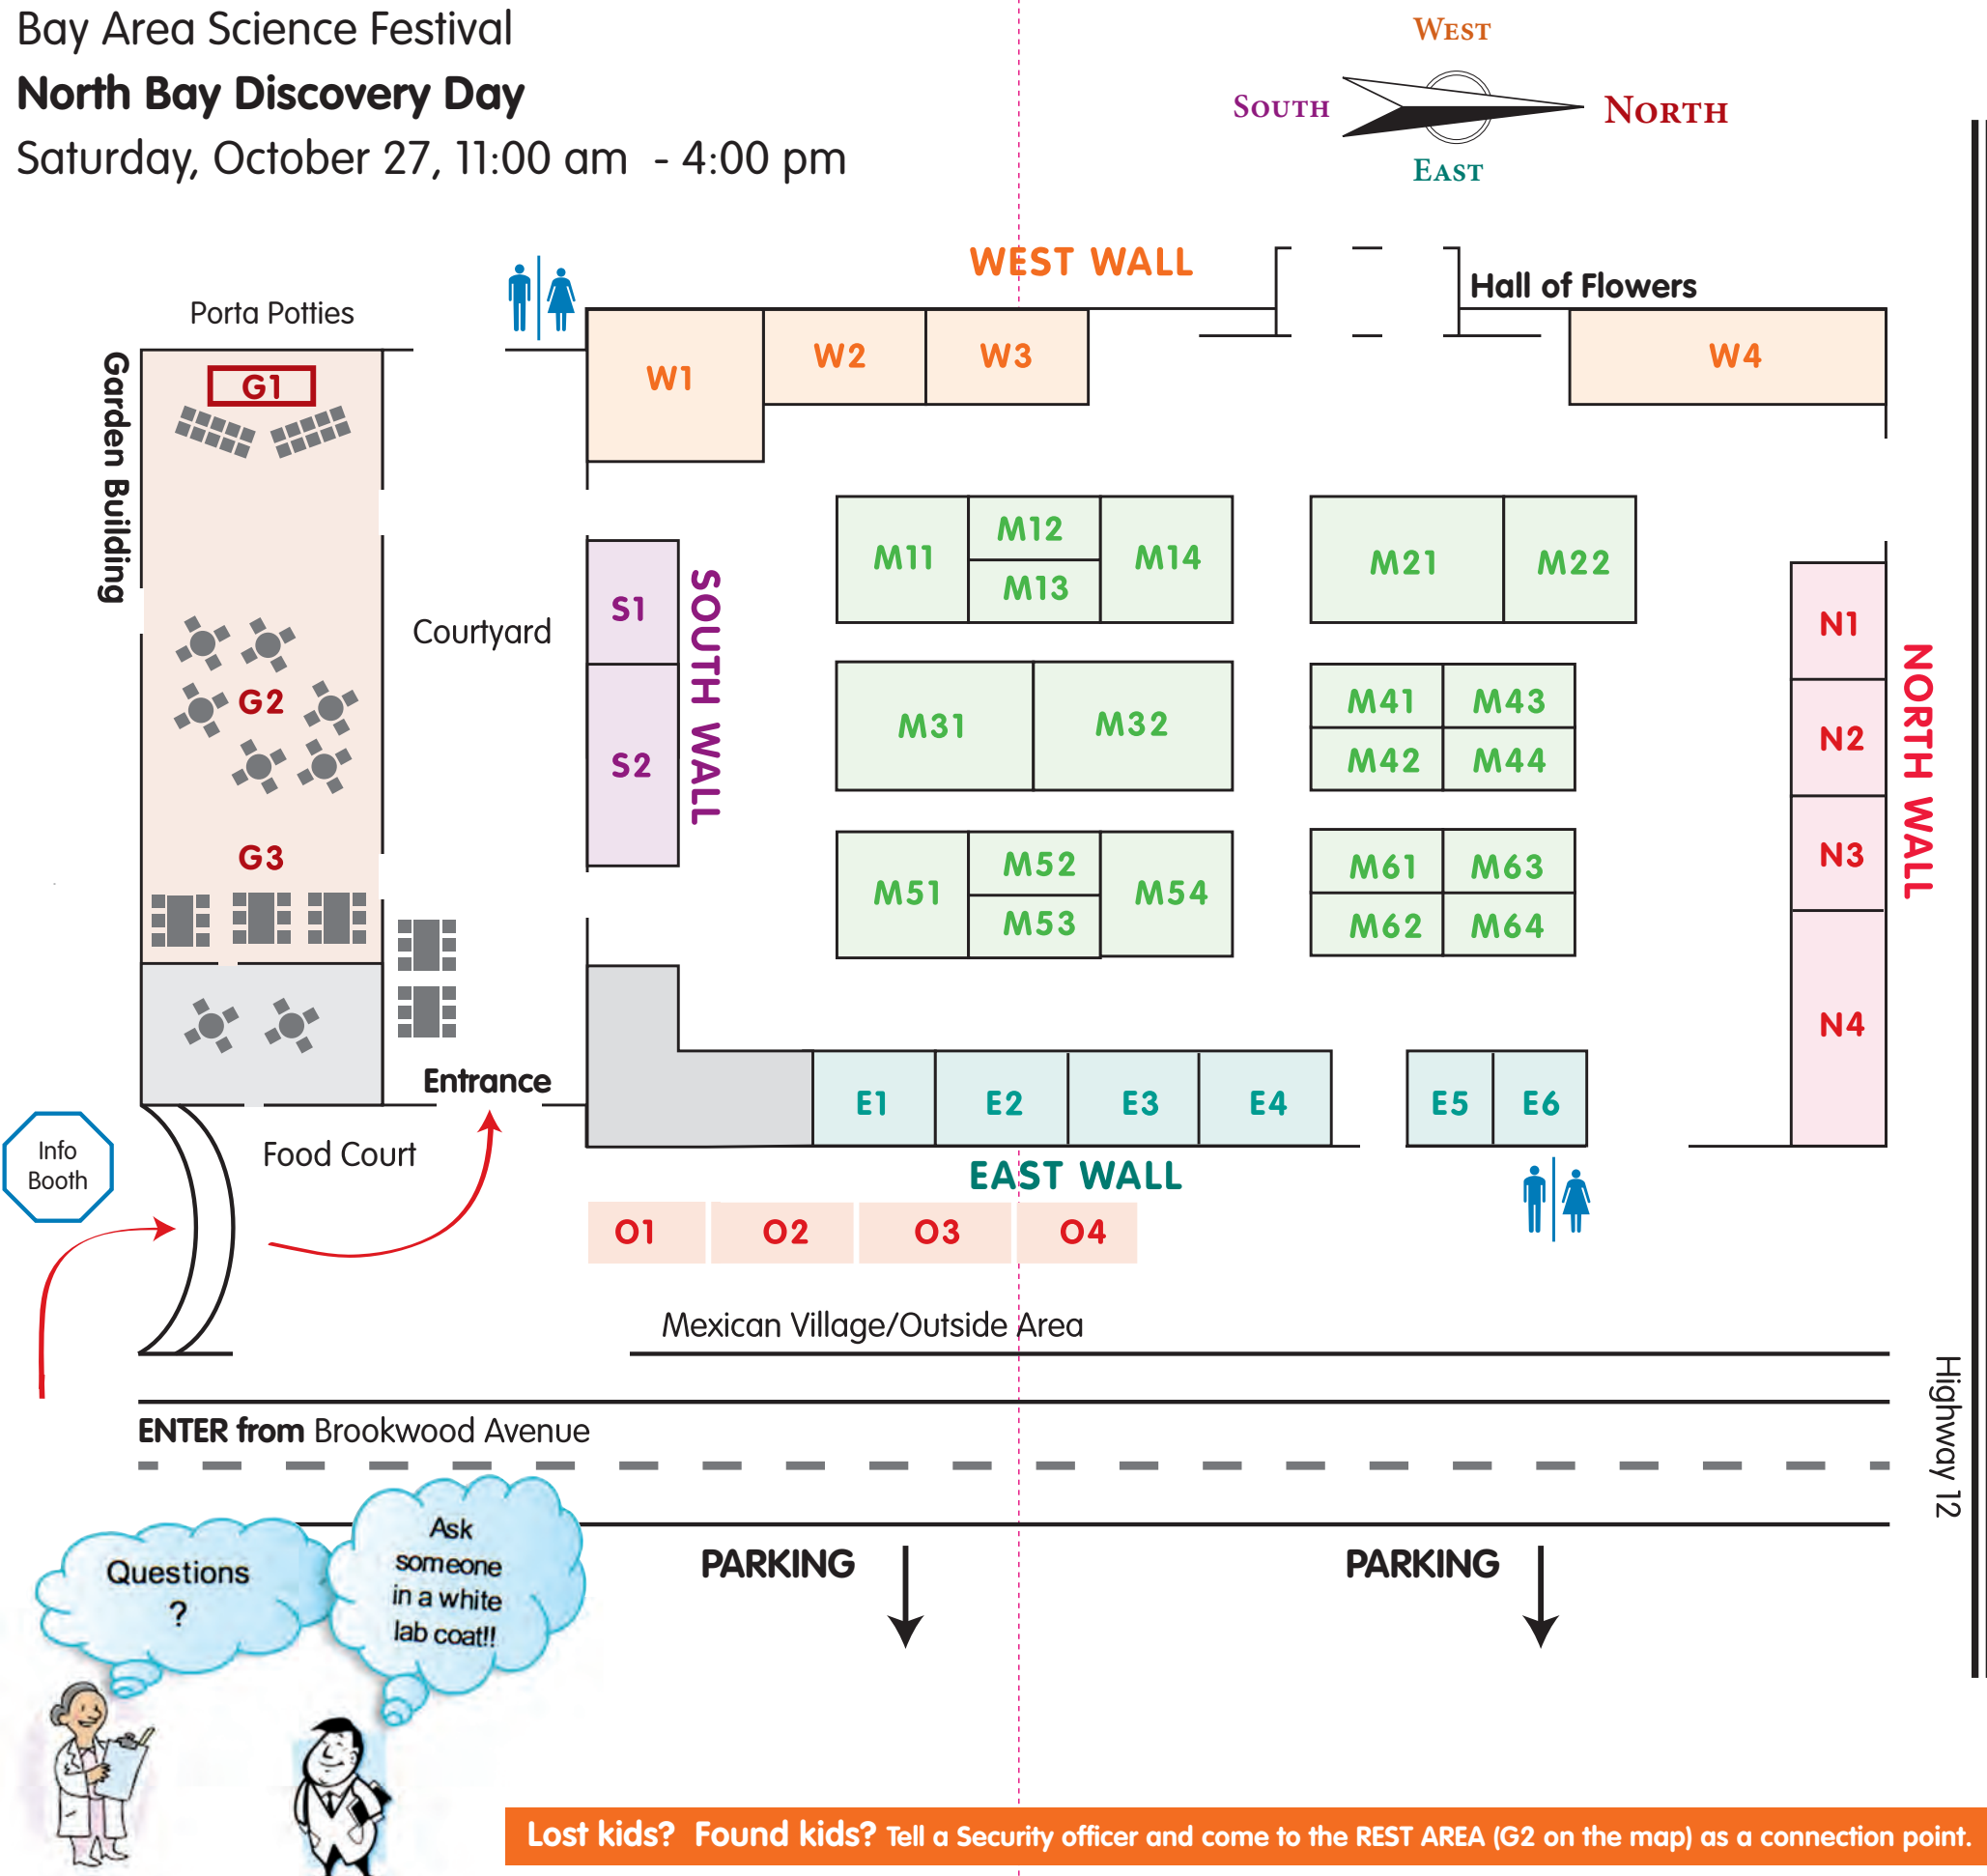 Bay Area Science Festival
North Bay Discovery Day
Saturday, October 27, 11:00 am - 4:00 pm
WEST
SOUTH
NORTH
EAST
WEST WALL
Hall of Flowers
Porta Potties
Garden Building
G1
W1
W2
W3
W4
M11
M12
M13
M14
M21
M22
S1
S2
SOUTH WALL
Courtyard
G2
G3
M31
M32
M41
M43
M42
M44
N1
N2
N3
N4
NORTH WALL
M51
M52
M53
M54
M61
M63
M62
M64
Entrance
E1
E2
E3
E4
E5
E6
Info
Booth
Food Court
EAST WALL
O1
O2
O3
O4
Mexican Village/Outside Area
Highway 12
ENTER from Brookwood Avenue
PARKING
PARKING
Questions
?
Ask
someone
in a white
lab coat!!
Lost kids? Found kids? Tell a Security officer and come to the REST AREA (G2 on the map) as a connection point.